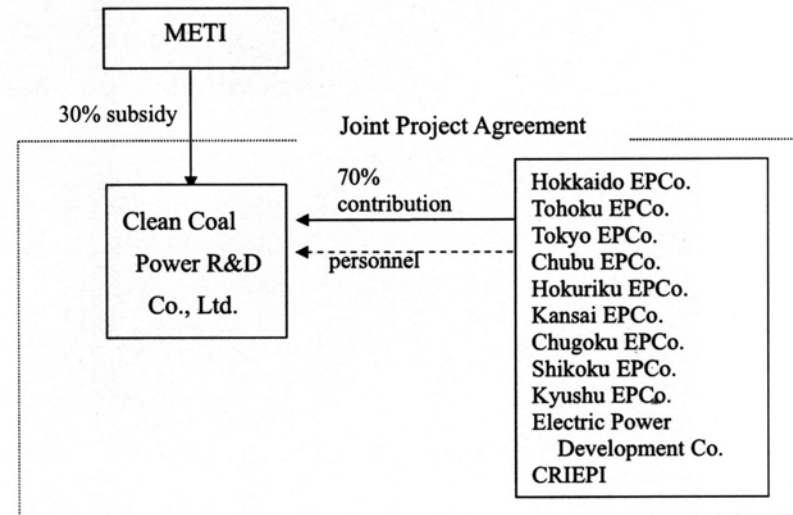 METI
30% subsidy
Joint Project Agreement
Clean Coal
Power R&D
Co., Ltd.
70%
contribution
personnel
Hokkaido EPCo.
Tohoku EPCo.
Tokyo EPCo.
Chubu EPCo.
Hokuriku EPCo.
Kansai EPCo.
Chugoku EPCo.
Shikoku EPCo.
Kyushu EPCo.
Electric Power
Development Co.
CRIEPI